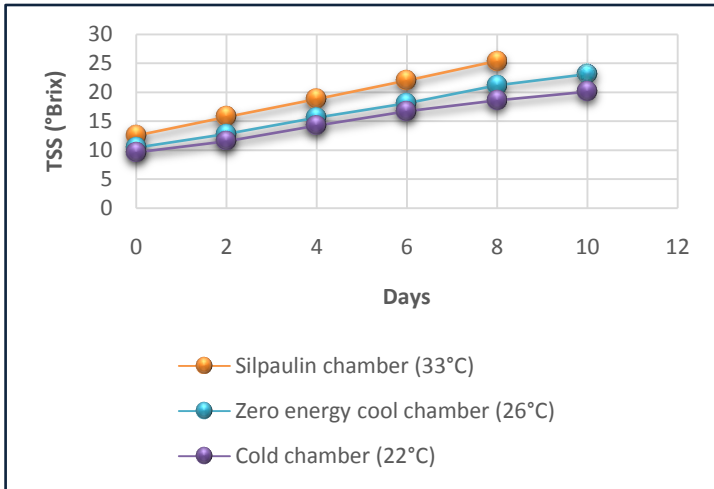 30
25
20
15
10
5
0
TSS (°Brix)
0 2 4 6 8 10 12
Days
Silpaulin chamber (33°C)
Zero energy cool chamber (26°C)
Cold chamber (22°C)